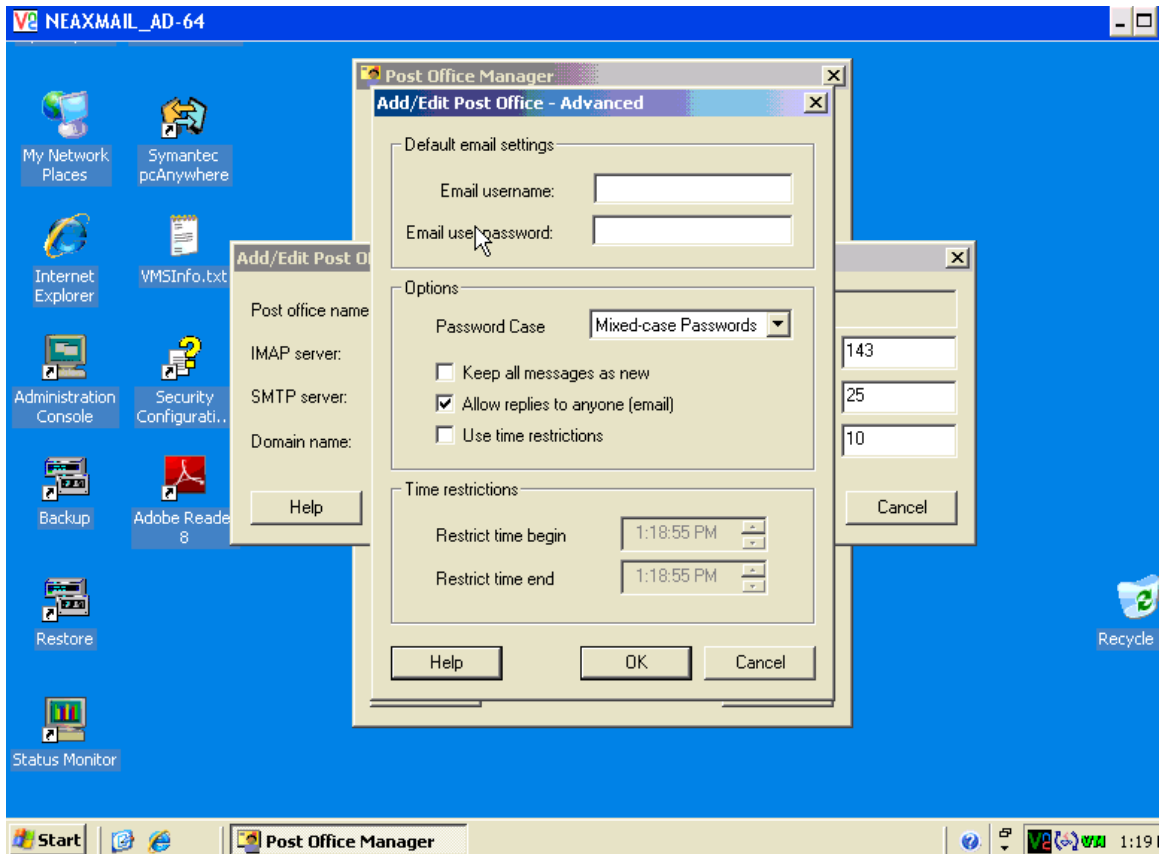 NEAXMAIL_AD-64
My Network Places
Symantec pcAnywhere
Internet Explorer
VMSInfo.txt
Administration Console
Security Configurati..
Backup
Adobe Reade
8
Restore
Status Monitor
Recycle
Post Office Manager
Add/Edit Post Of
Post office name
IMAP server:
143
SMTP server:
25
Domain name:
10
Help
Cancel
Add/Edit Post Office - Advanced
Default email settings
Email username:
Email user password:
Options
Password Case
Mixed-case Passwords
Keep all messages as new
Allow replies to anyone (email)
Use time restrictions
Time restrictions
Restrict time begin
1:18:55 PM
Restrict time end
1:18:55 PM
Help
OK
Cancel
Start
Post Office Manager
1:19